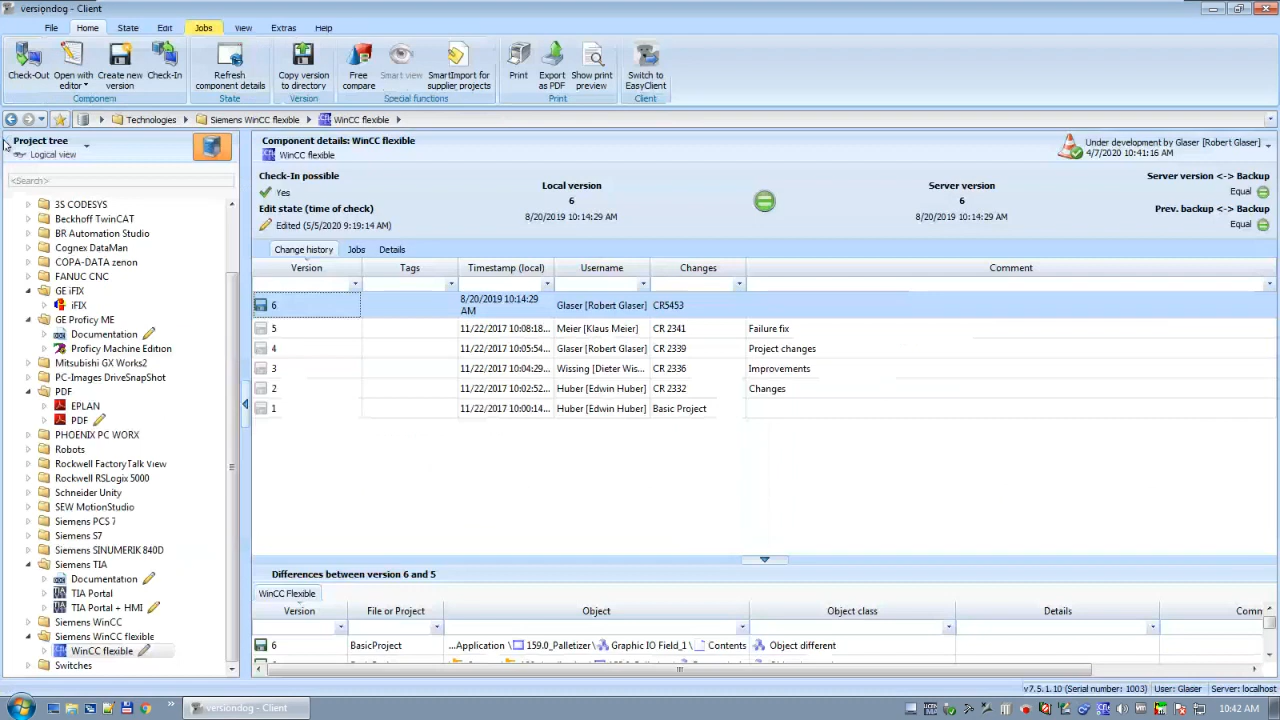 versiondog - Client
File Home State Edit Jobs View Extras Help
Check-Out Open with editor Create new version Check-In Refresh component details Copy version to directory Free compare Smart view SmartImport for supplier projects Print Export as PDF Show print preview Switch to EasyClient
Component State Version Special functions Print Client
Technologies Siemens WinCC flexible WinCC flexible
Project tree
Logical view
<Search>
3S CODESYS
Beckhoff TwinCAT
BR Automation Studio
Cognex DataMan
COPA-DATA zenon
FANUC CNC
GE iFIX
iFIX
GE Proficy ME
Documentation
Proficy Machine Edition
Mitsubishi GX Works2
PC-Images DriveSnapShot
PDF
EPLAN
PDF
PHOENIX PC WORX
Robots
Rockwell FactoryTalk View
Rockwell RSLogix 5000
Schneider Unity
SEW MotionStudio
Siemens PCS 7
Siemens S7
Siemens SINUMERIK 840D
Siemens TIA
Documentation
TIA Portal
TIA Portal + HMI
Siemens WinCC
Siemens WinCC flexible
WinCC flexible
Switches
Component details: WinCC flexible
WinCC flexible
Under development by Glaser [Robert Glaser]
4/7/2020 10:41:16 AM
Check-In possible
Yes
Edit state (time of check)
Edited (5/5/2020 9:19:14 AM)
Local version
6
8/20/2019 10:14:29 AM
Server version
6
8/20/2019 10:14:29 AM
Server version <-> Backup
Equal
Prev. backup <-> Backup
Equal
Change history Jobs Details
Version Tags Timestamp (local) Username Changes Comment
6 8/20/2019 10:14:29 AM Glaser [Robert Glaser] CR5453
5 11/22/2017 10:08:18... Meier [Klaus Meier] CR 2341 Failure fix
4 11/22/2017 10:05:54... Glaser [Robert Glaser] CR 2339 Project changes
3 11/22/2017 10:04:29... Wissing [Dieter Wis... CR 2336 Improvements
2 11/22/2017 10:02:52... Huber [Edwin Huber] CR 2332 Changes
1 11/22/2017 10:00:14... Huber [Edwin Huber] Basic Project
Differences between version 6 and 5
WinCC Flexible
Version File or Project Object Object class Details Comm
6 BasicProject ...Application \ 159.0_Palletizer \ Graphic IO Field_1 \ Contents Object different
v7.5.1.10 (Serial number: 1003) User: Glaser Server: localhost
versiondog - Client
10:42 AM